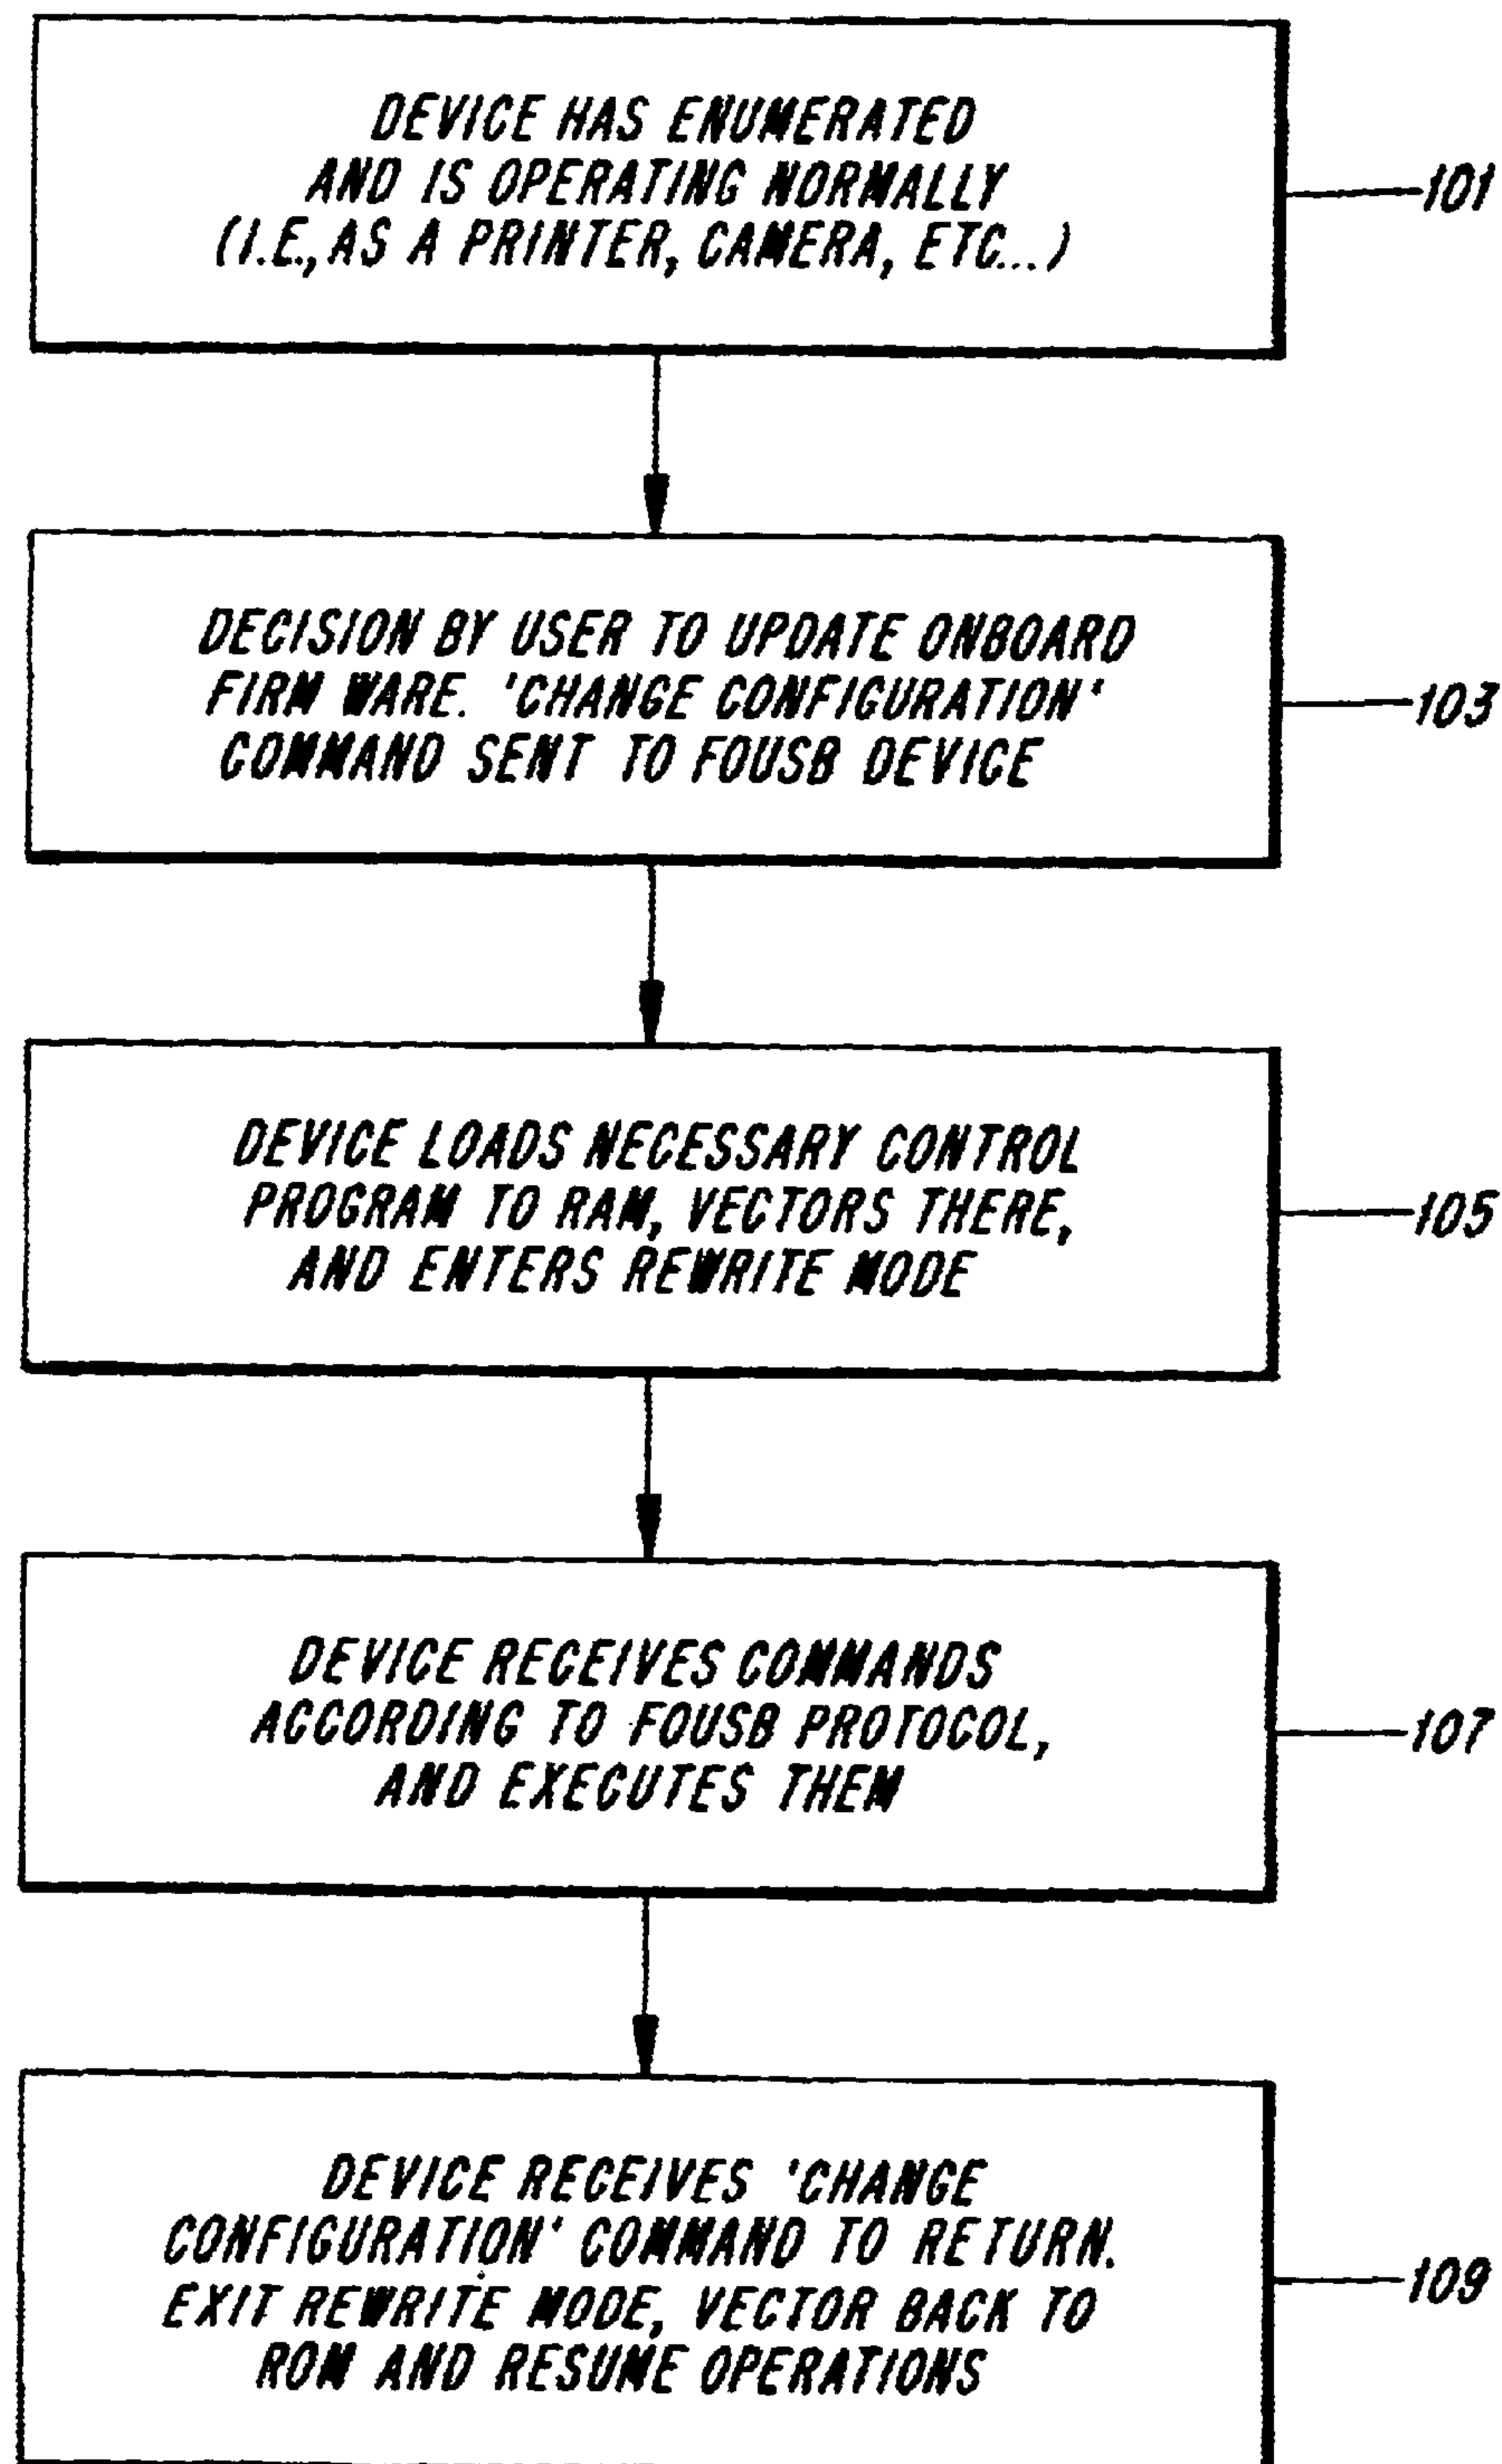 DEVICE HAS ENUMERATED
AND IS OPERATING NORMALLY
(I.E., AS A PRINTER, CAMERA, ETC...)
101
DECISION BY USER TO UPDATE ONBOARD
FIRM WARE. 'CHANGE CONFIGURATION'
COMMAND SENT TO FOUSB DEVICE
103
DEVICE LOADS NECESSARY CONTROL
PROGRAM TO RAM, VECTORS THERE,
AND ENTERS REWRITE MODE
105
DEVICE RECEIVES COMMANDS
ACCORDING TO FOUSB PROTOCOL,
AND EXECUTES THEM
107
DEVICE RECEIVES 'CHANGE
CONFIGURATION' COMMAND TO RETURN.
EXIT REWRITE MODE, VECTOR BACK TO
ROM AND RESUME OPERATIONS
109